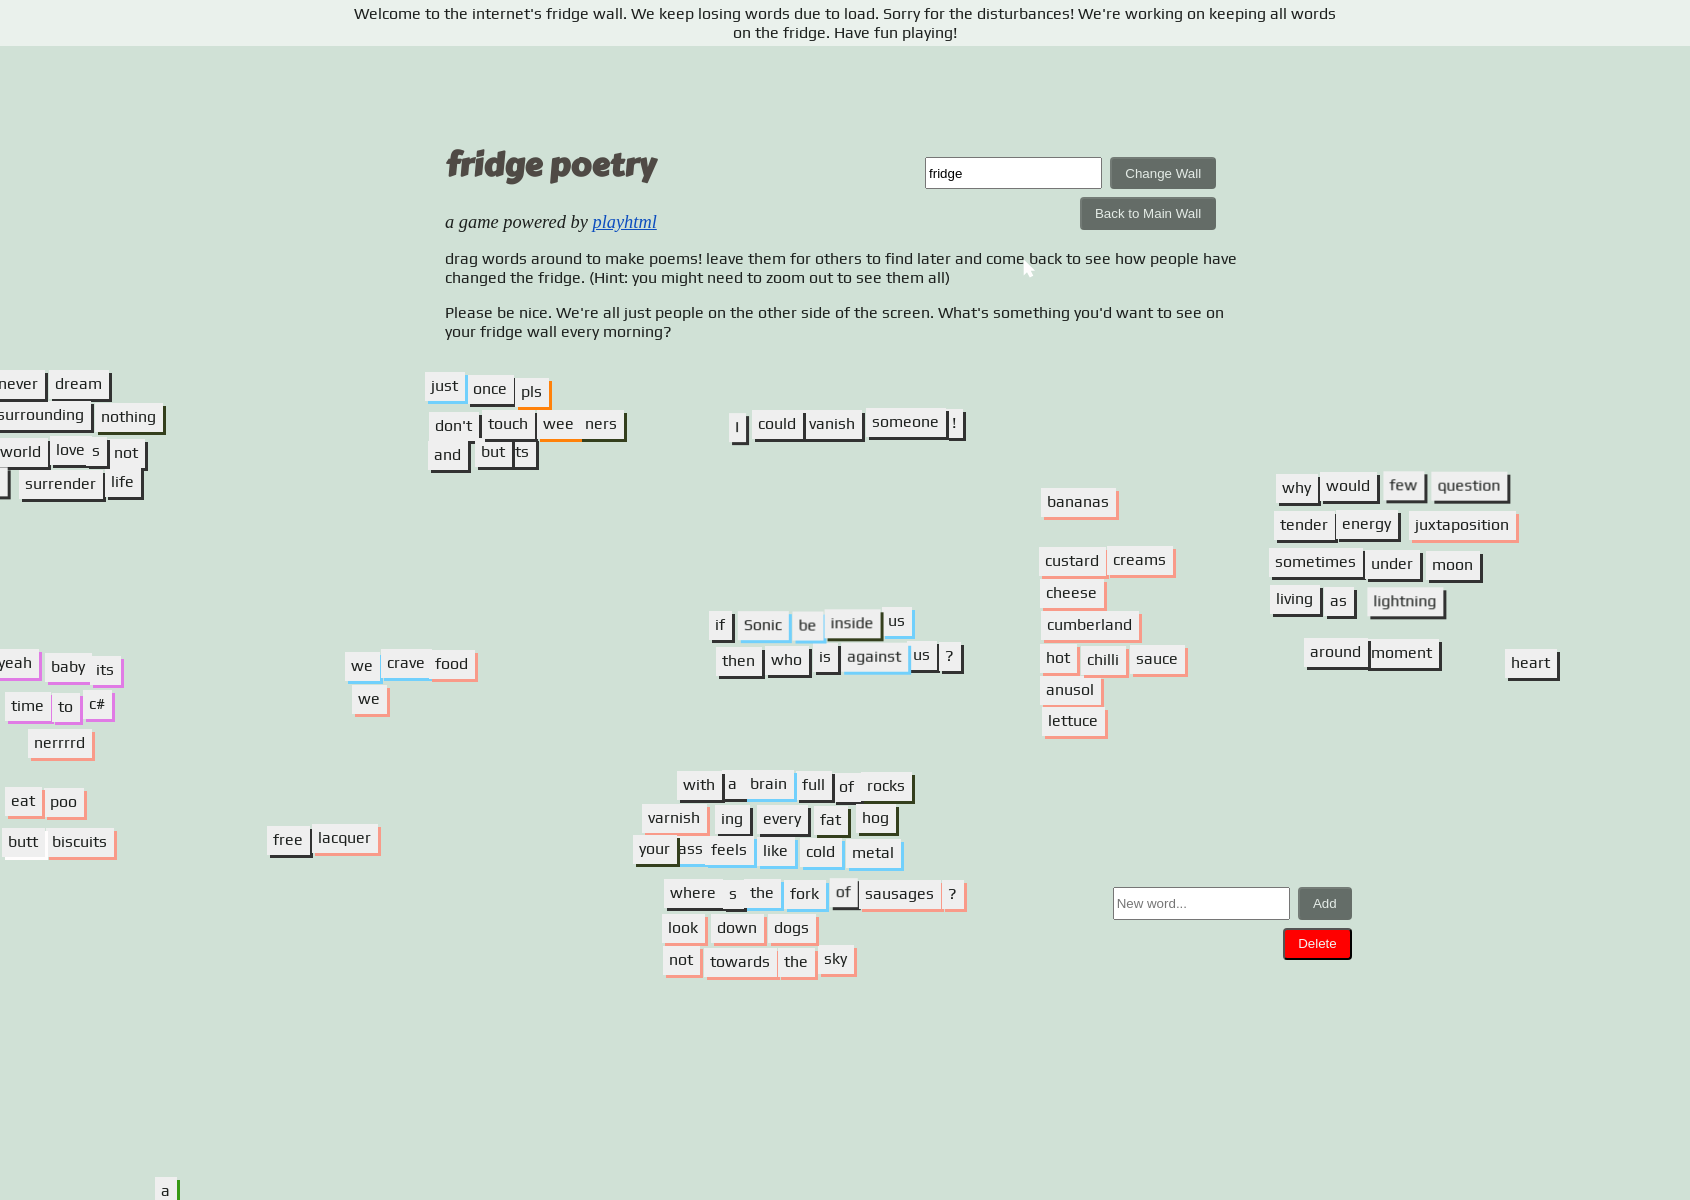 Welcome to the internet's fridge wall. We keep losing words due to load. Sorry for the disturbances! We're working on keeping all words
on the fridge. Have fun playing!
fridge poetry
fridge
Change Wall
Back to Main Wall
a game powered by playhtml
drag words around to make poems! leave them for others to find later and come back to see how people have
changed the fridge. (Hint: you might need to zoom out to see them all)
Please be nice. We're all just people on the other side of the screen. What's something you'd want to see on
your fridge wall every morning?
never dream
surrounding nothing
world love s not
surrender life
just once pls
don't touch wee ners
and but ts
I could vanish someone !
bananas
custard creams
cheese
cumberland
hot chilli sauce
anusol
lettuce
why would few question
tender energy juxtaposition
sometimes under moon
living as lightning
around moment
heart
if Sonic be inside us
then who is against us ?
yeah baby its
time to c#
nerrrrd
we crave food
we
eat poo
butt biscuits
free lacquer
with a brain full of rocks
varnish ing every fat hog
your ass feels like cold metal
where s the fork of sausages ?
look down dogs
not towards the sky
New word...
Add
Delete
a